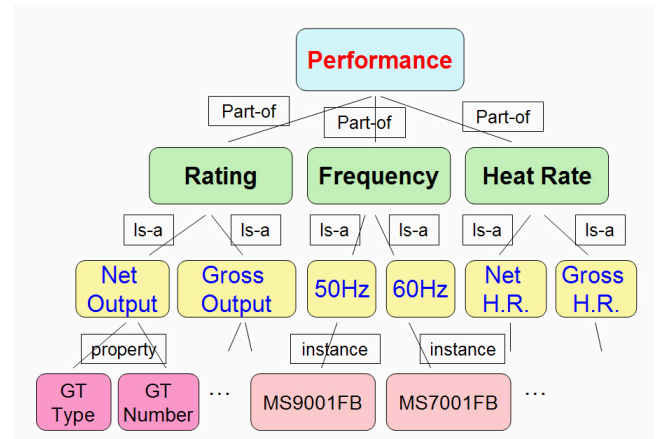 Performance
Part-of
Part-of
Part-of
Rating
Frequency
Heat Rate
Is-a
Is-a
Is-a
Is-a
Is-a
Is-a
Net
Output
Gross
Output
50Hz
60Hz
Net
H.R.
Gross
H.R.
property
instance
instance
GT
Type
GT
Number
...
MS9001FB
MS7001FB
...